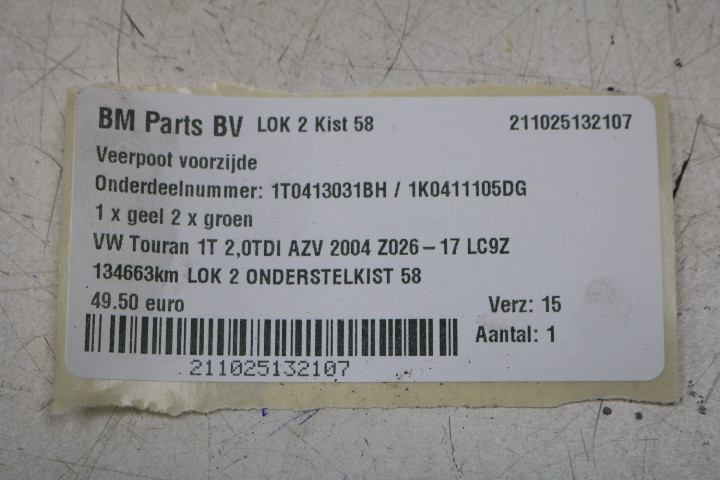 BM Parts BV LOK 2 Kist 58 211025132107
Veerpoot voorzijde
Onderdeelnummer: 1T0413031BH / 1K0411105DG
1 x geel 2 x groen
VW Touran 1T 2,0TDI AZV 2004 Z026-17 LC9Z
134663km LOK 2 ONDERSTELKIST 58
49.50 euro Verz: 15
Aantal: 1
211025132107